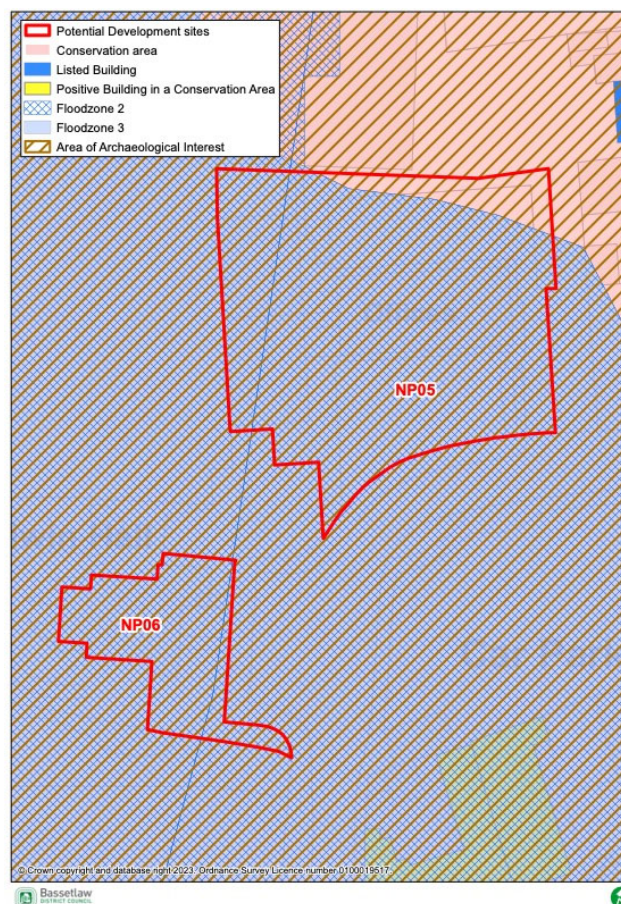 Potential Development sites
Conservation area
Listed Building
Positive Building in a Conservation Area
Floodzone 2
Floodzone 3
Area of Archaeological Interest
NP05
NP06
© Crown copyright and database right 2023. Ordnance Survey Licence number 0100019517.
Bassetlaw
DISTRICT COUNCIL